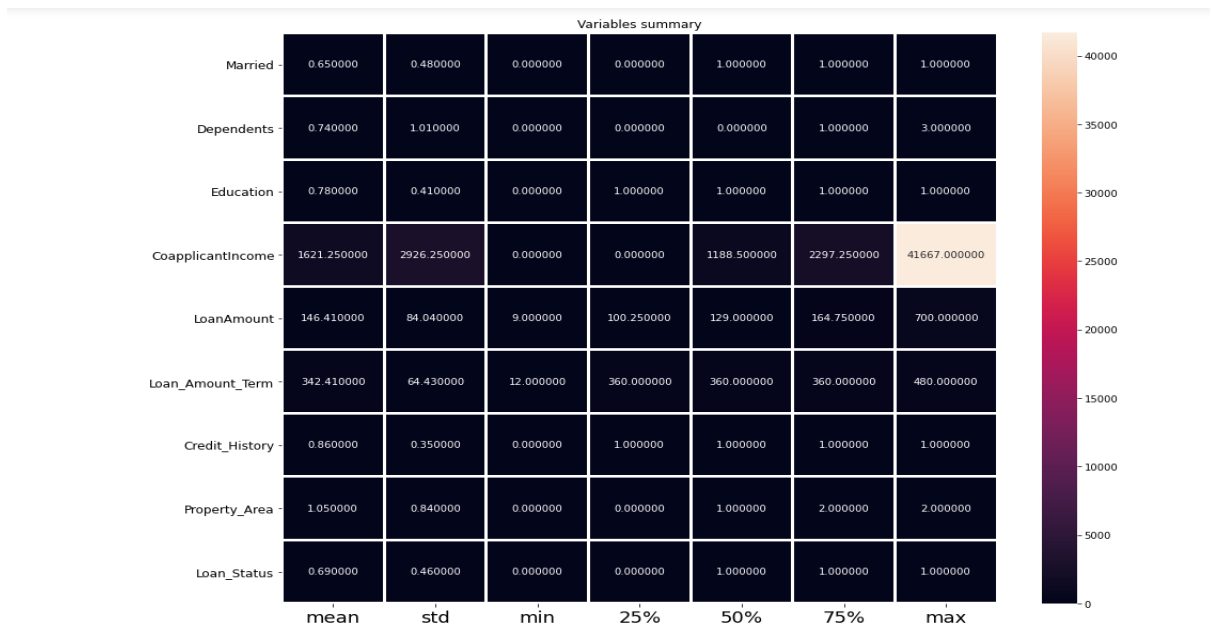 Variables summary
Married 0.650000 0.480000 0.000000 0.000000 1.000000 1.000000 1.000000
Dependents 0.740000 1.010000 0.000000 0.000000 0.000000 1.000000 3.000000
Education 0.780000 0.410000 0.000000 1.000000 1.000000 1.000000 1.000000
CoapplicantIncome 1621.250000 2926.250000 0.000000 0.000000 1188.500000 2297.250000 41667.000000
LoanAmount 146.410000 84.040000 9.000000 100.250000 129.000000 164.750000 700.000000
Loan_Amount_Term 342.410000 64.430000 12.000000 360.000000 360.000000 360.000000 480.000000
Credit_History 0.860000 0.350000 0.000000 1.000000 1.000000 1.000000 1.000000
Property_Area 1.050000 0.840000 0.000000 0.000000 1.000000 2.000000 2.000000
Loan_Status 0.690000 0.460000 0.000000 0.000000 1.000000 1.000000 1.000000
mean std min 25% 50% 75% max
40000
35000
30000
25000
20000
15000
10000
5000
0